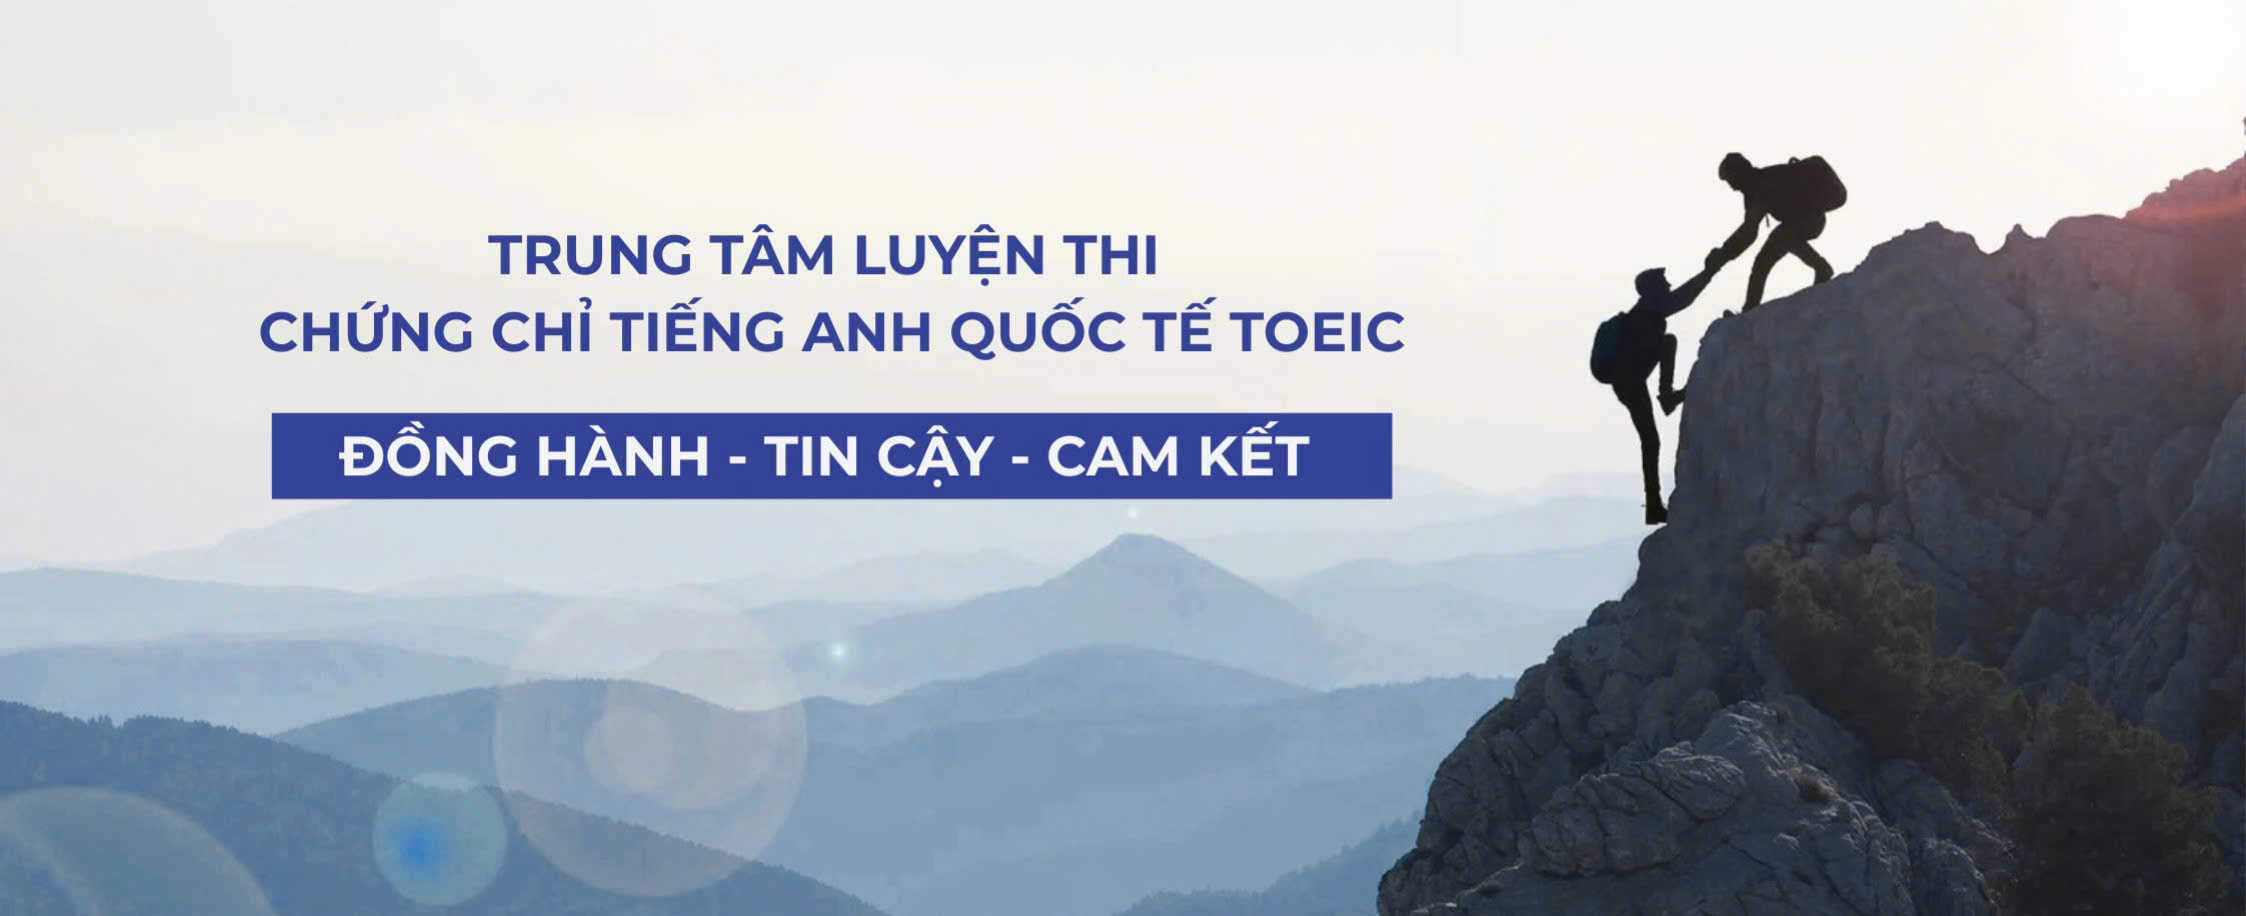 TRUNG TÂM LUYỆN THI
CHỨNG CHỈ TIẾNG ANH QUỐC TẾ TOEIC
ĐỒNG HÀNH - TIN CẬY - CAM KẾT